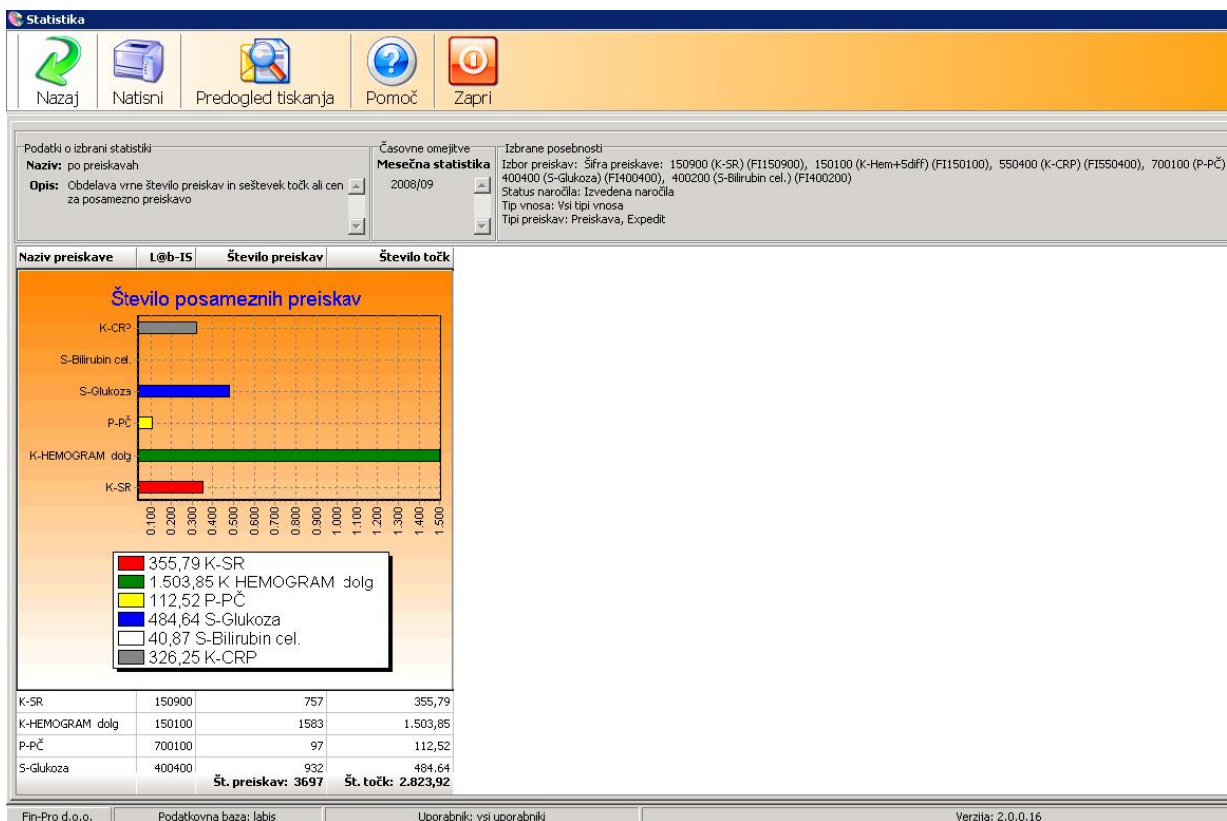 Statistika
Nazaj Natisni Predogled tiskanja Pomoč Zapri
Podatki o izbrani statistiki
Naziv: po preiskavah
Opis: Obdelava vrne število preiskav in seštevek točk ali cen
za posamezno preiskavo
Časovne omejitve
Mesečna statistika
2008/09
Izbrane posebnosti
Izbor preiskav: Šifra preiskave: 150900 (K-SR) (FI150900), 150100 (K-Hem+5diff) (FI150100), 550400 (K-CRP) (FI550400), 700100 (P-PČ)
400400 (S-Glukoza) (FI400400), 400200 (S-Bilirubin cel.) (FI400200)
Status naročila: Izvedena naročila
Tip vnosa: Vsi tipi vnosa
Tipi preiskav: Preiskava, Expedit
Naziv preiskave L@b-IS Število preiskav Število točk
Število posameznih preiskav
K-CRP
S-Bilirubin cel.
S-Glukoza
P-PČ
K-HEMOGRAM dolg
K-SR
0.100 0.200 0.300 0.400 0.500 0.600 0.700 0.800 0.900 1.000 1.100 1.200 1.300 1.400 1.500
355,79 K-SR
1.503,85 K HEMOGRAM dolg
112,52 P-PČ
484,64 S-Glukoza
40,87 S-Bilirubin cel.
326,25 K-CRP
K-SR 150900 757 355,79
K-HEMOGRAM dolg 150100 1583 1.503,85
P-PČ 700100 97 112,52
S-Glukoza 400400 932 484,64
Št. preiskav: 3697 Št. točk: 2.823,92
Fin-Pro d.o.o. Podatkovna baza: labis Uporabnik: vsi uporabniki Verzija: 2.0.0.16